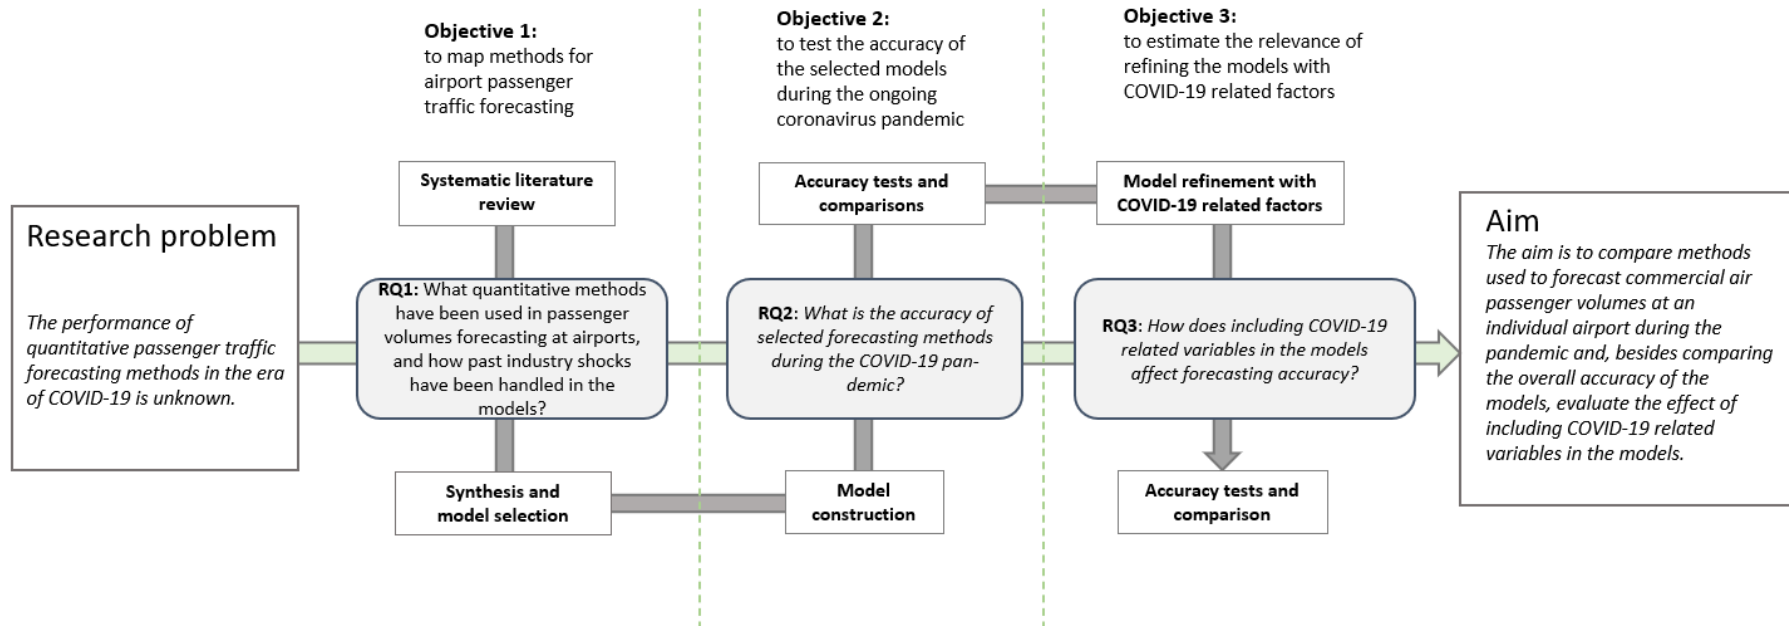 Objective 1:
to map methods for
airport passenger
traffic forecasting
Objective 2:
to test the accuracy of
the selected models
during the ongoing
coronavirus pandemic
Objective 3:
to estimate the relevance of
refining the models with
COVID-19 related factors
Systematic literature
review
Accuracy tests and
comparisons
Model refinement with
COVID-19 related factors
Research problem
The performance of
quantitative passenger traffic
forecasting methods in the era
of COVID-19 is unknown.
RQ1: What quantitative methods
have been used in passenger
volumes forecasting at airports,
and how past industry shocks
have been handled in the
models?
RQ2: What is the accuracy of
selected forecasting methods
during the COVID-19 pan-
demic?
RQ3: How does including COVID-19
related variables in the models
affect forecasting accuracy?
Aim
The aim is to compare methods
used to forecast commercial air
passenger volumes at an
individual airport during the
pandemic and, besides comparing
the overall accuracy of the
models, evaluate the effect of
including COVID-19 related
variables in the models.
Synthesis and
model selection
Model
construction
Accuracy tests and
comparison